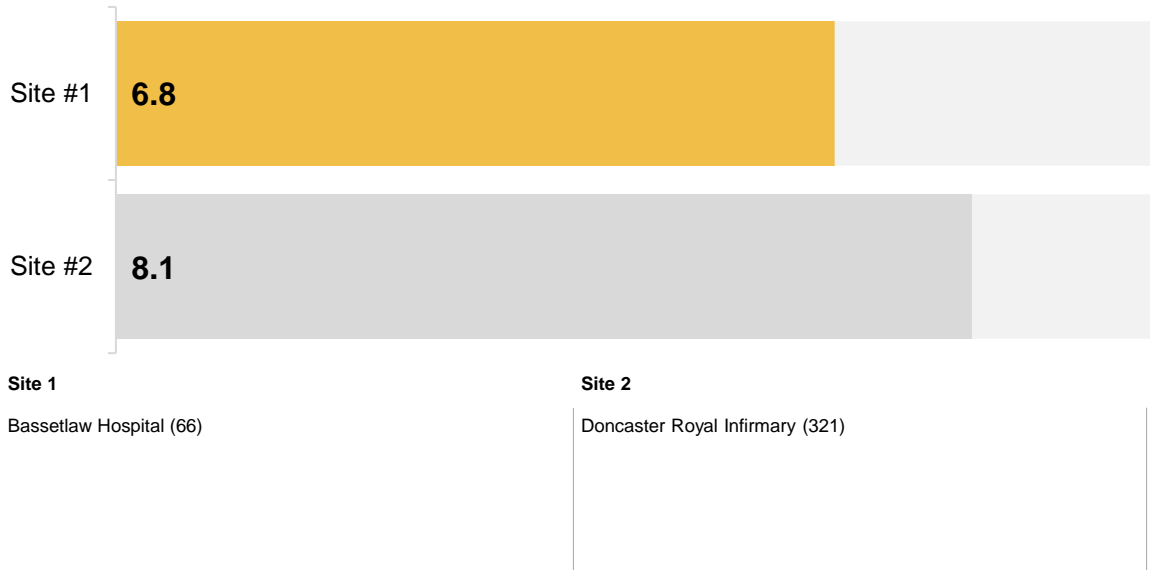 Site #1
6.8
Site #2
8.1
Site 1
Site 2
Bassetlaw Hospital (66)
Doncaster Royal Infirmary (321)